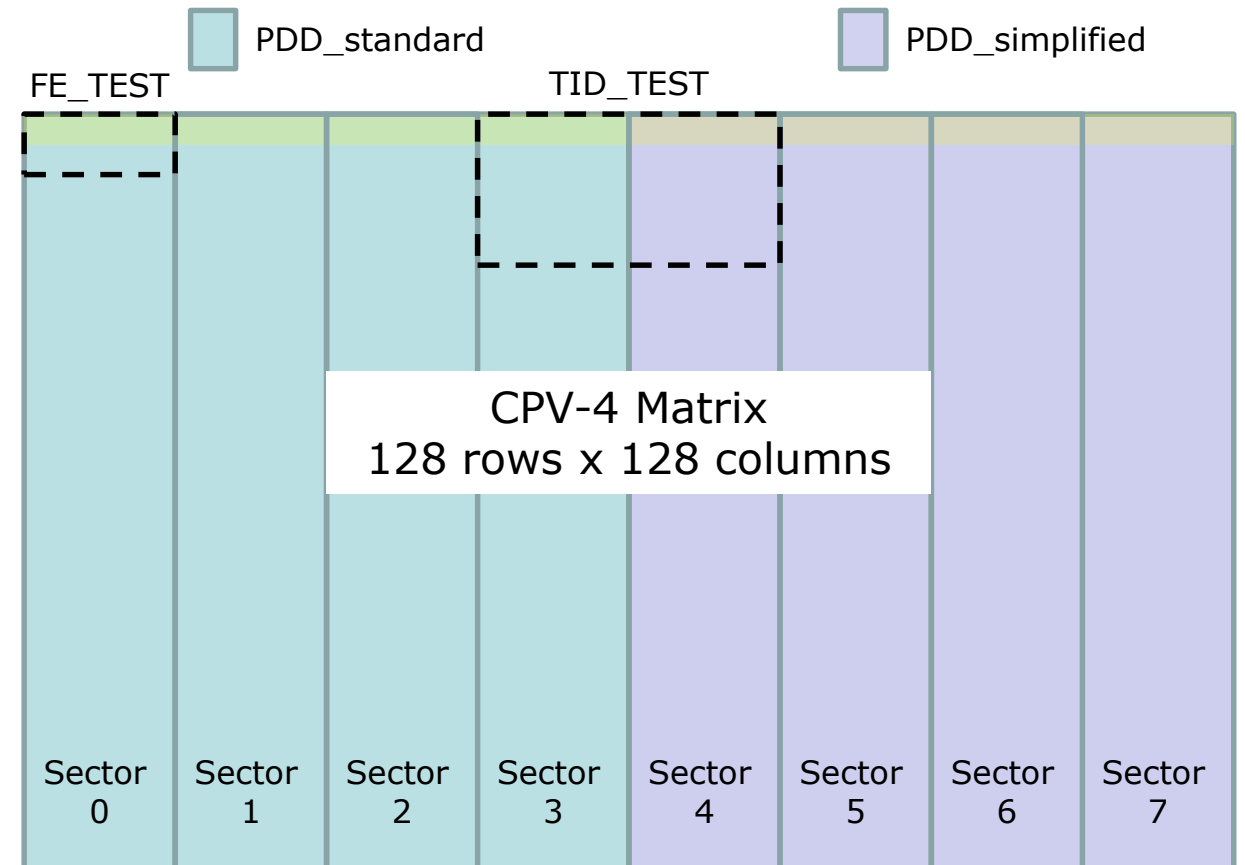 PDD_standard
PDD_simplified
FE_TEST
TID_TEST
CPV-4 Matrix
128 rows x 128 columns
Sector
0
Sector
1
Sector
2
Sector
3
Sector
4
Sector
5
Sector
6
Sector
7